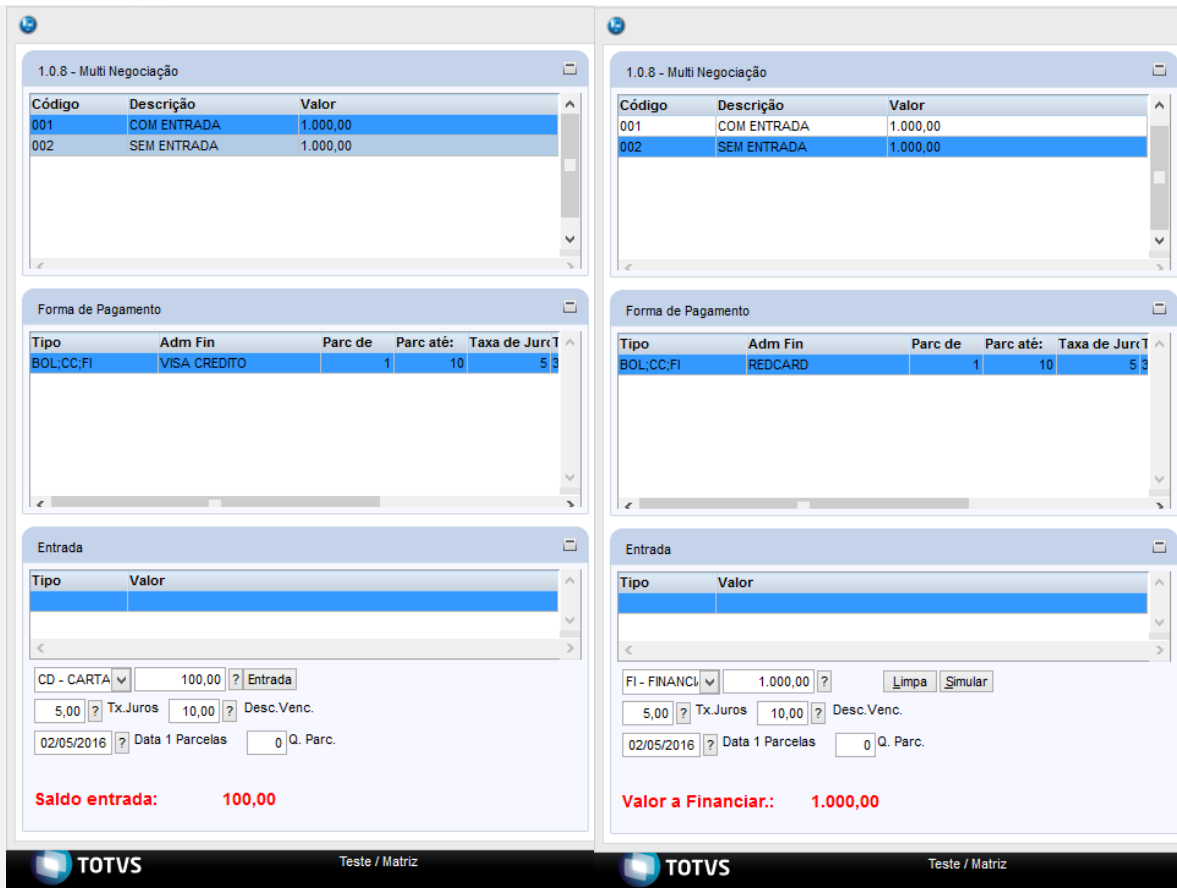 1.0.8 - Multi Negociação
Código Descrição Valor
001 COM ENTRADA 1.000,00
002 SEM ENTRADA 1.000,00
Forma de Pagamento
Tipo Adm Fin Parc de Parc até: Taxa de Jurc T
BOL;CC;FI VISA CREDITO 1 10 5 3
Entrada
Tipo Valor
CD - CARTA 100,00 ? Entrada
5,00 ? Tx.Juros 10,00 ? Desc.Venc.
02/05/2016 ? Data 1 Parcelas 0 Q. Parc.
Saldo entrada: 100,00
TOTVS Teste / Matriz
1.0.8 - Multi Negociação
Código Descrição Valor
001 COM ENTRADA 1.000,00
002 SEM ENTRADA 1.000,00
Forma de Pagamento
Tipo Adm Fin Parc de Parc até: Taxa de Jurc T
BOL;CC;FI REDCARD 1 10 5 3
Entrada
Tipo Valor
FI - FINANCI 1.000,00 ? Limpa Simular
5,00 ? Tx.Juros 10,00 ? Desc.Venc.
02/05/2016 ? Data 1 Parcelas 0 Q. Parc.
Valor a Financiar.: 1.000,00
TOTVS Teste / Matriz